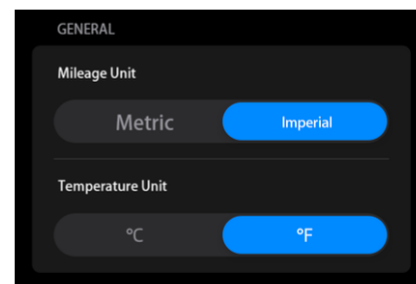 GENERAL
Mileage Unit
Metric Imperial
Temperature Unit
°C °F